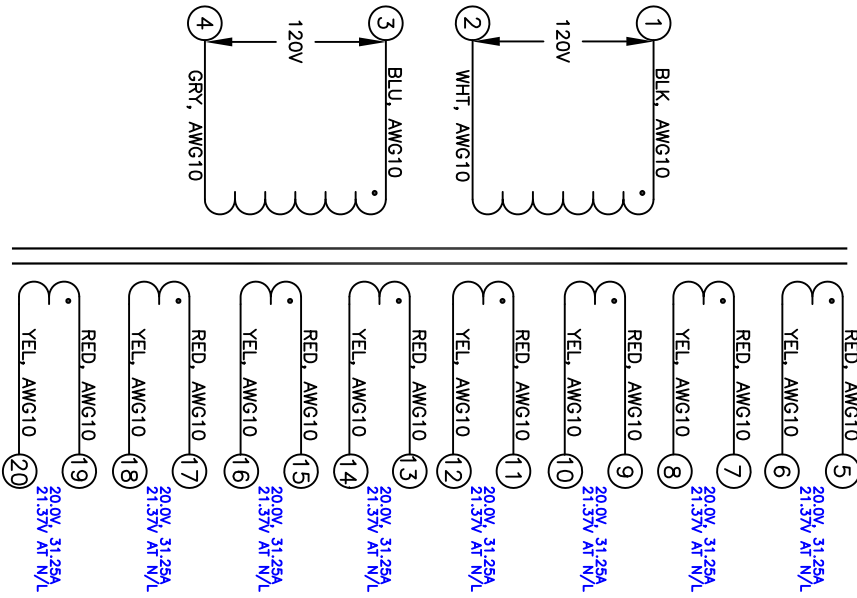 1
BLK, AWG10
RED, AWG10
5
120V
20.0V, 31.25A
21.37V AT N/L
YEL, AWG10
6
2
WHT, AWG10
RED, AWG10
7
20.0V, 31.25A
21.37V AT N/L
YEL, AWG10
8
RED, AWG10
9
20.0V, 31.25A
21.37V AT N/L
YEL, AWG10
10
RED, AWG10
11
20.0V, 31.25A
21.37V AT N/L
YEL, AWG10
12
3
BLU, AWG10
RED, AWG10
13
20.0V, 31.25A
21.37V AT N/L
YEL, AWG10
14
120V
RED, AWG10
15
20.0V, 31.25A
21.37V AT N/L
YEL, AWG10
16
4
GRY, AWG10
RED, AWG10
17
20.0V, 31.25A
21.37V AT N/L
YEL, AWG10
18
RED, AWG10
19
20.0V, 31.25A
21.37V AT N/L
YEL, AWG10
20